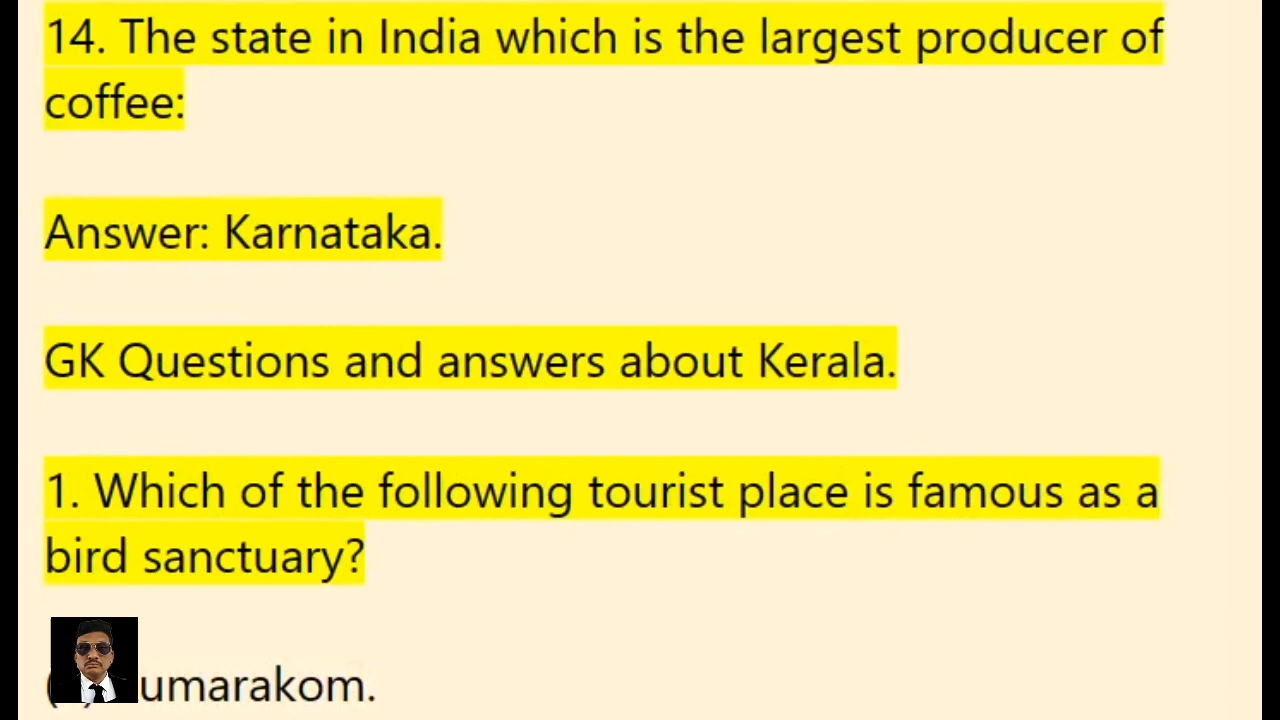 14. The state in India which is the largest producer of
coffee:
Answer: Karnataka.
GK Questions and answers about Kerala.
1. Which of the following tourist place is famous as a
bird sanctuary?
umarakom.